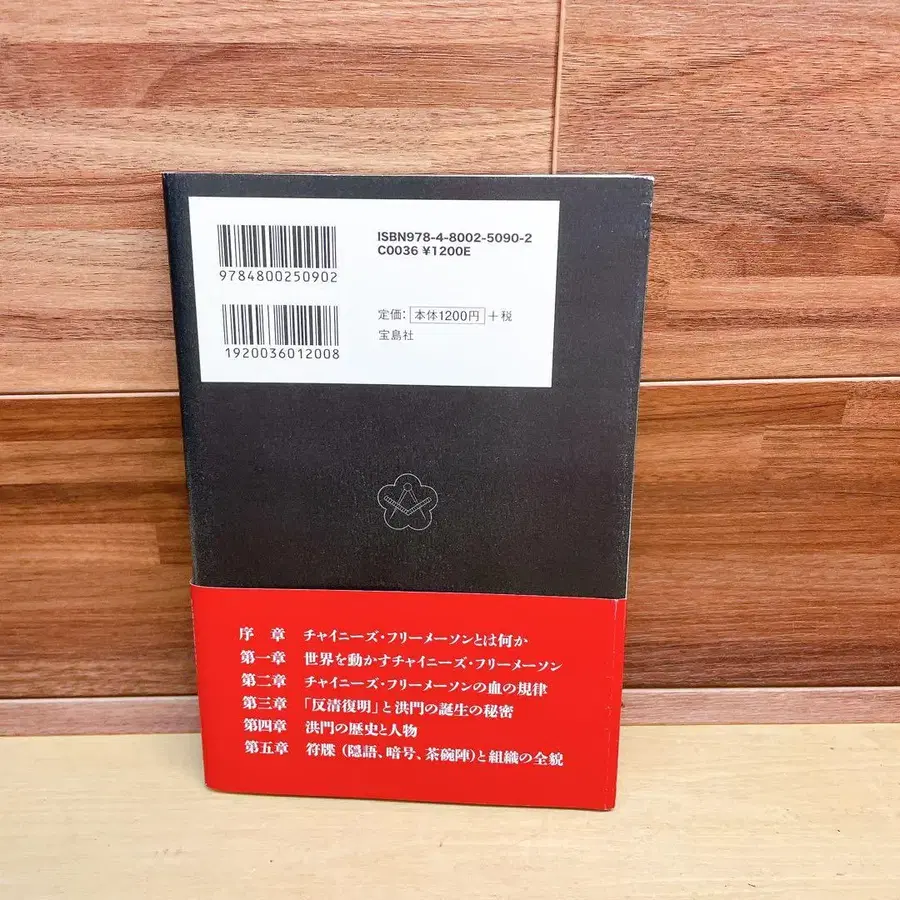 ISBN978-4-8002-5090-2
C0036 ¥1200E
9784800250902
定価: 本体1200円 +税
宝島社
1920036012008
序　章　チャイニーズ・フリーメーソンとは何か
第一章　世界を動かすチャイニーズ・フリーメーソン
第二章　チャイニーズ・フリーメーソンの血の規律
第三章　「反清復明」と洪門の誕生の秘密
第四章　洪門の歴史と人物
第五章　符牒（隠語、暗号、茶碗陣）と組織の全貌